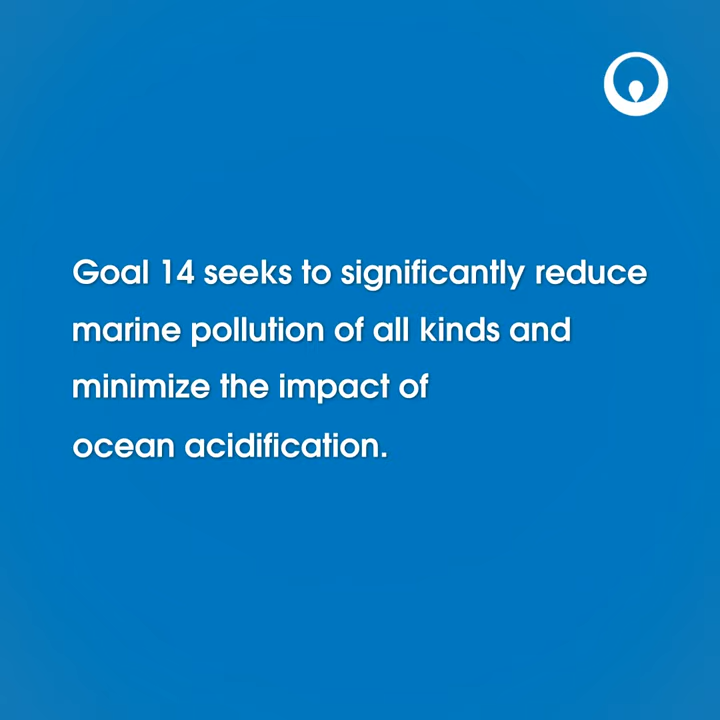 Goal 14 seeks to significantly reduce
marine pollution of all kinds and
minimize the impact of
ocean acidification.